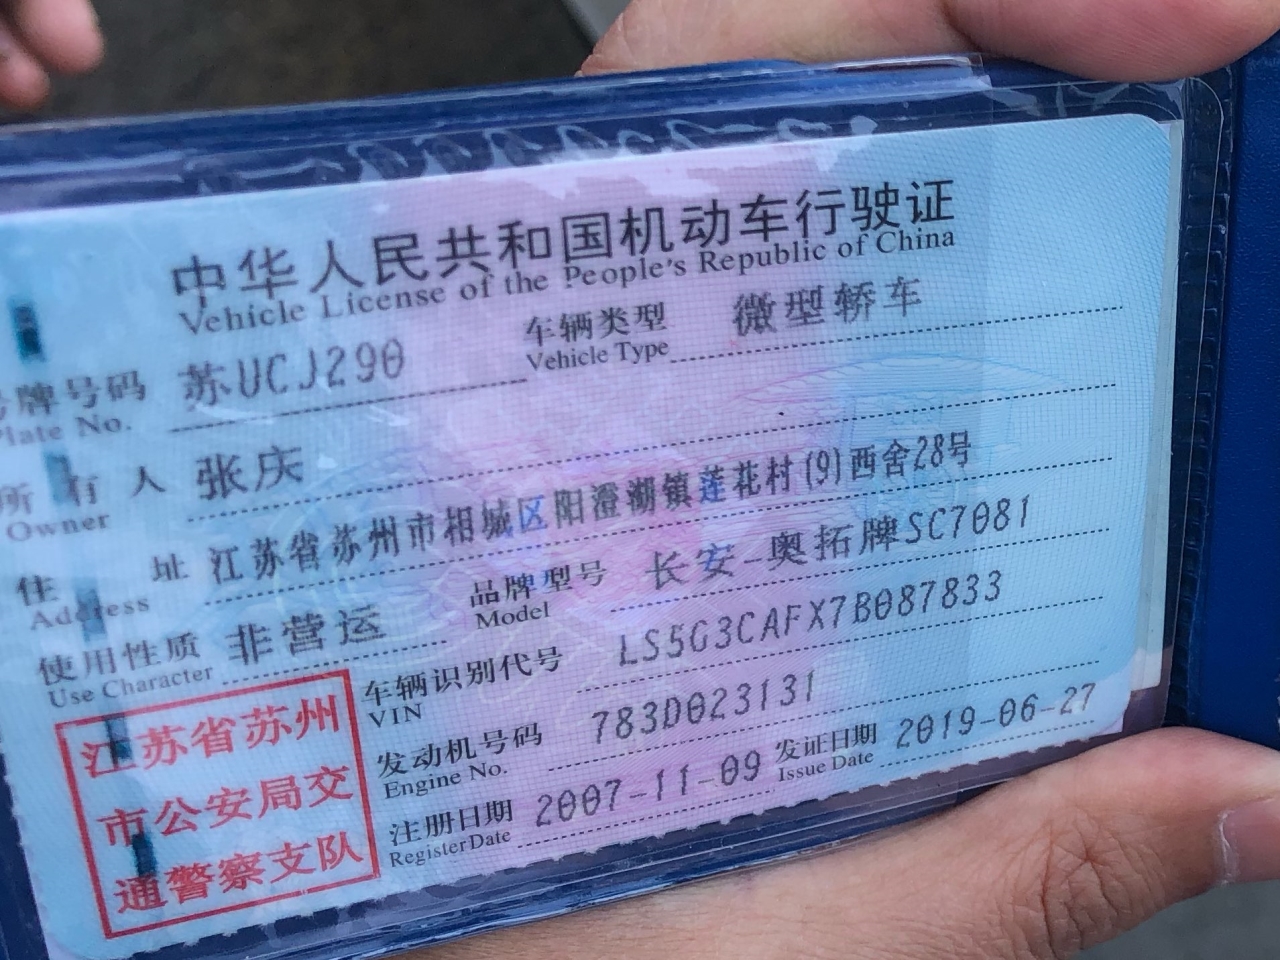 中华人民共和国机动车行驶证
Vehicle License of the People's Republic of China
号牌号码 苏UCJ290 车辆类型 微型轿车
Plate No. Vehicle Type
所有人 张庆
Owner
住址 江苏省苏州市相城区阳澄湖镇莲花村(9)西舍28号
Address
使用性质 非营运 品牌型号 长安-奥拓牌SC7081
Use Character Model
车辆识别代号 LS5G3CAFX7B087833
VIN
发动机号码 783D023131
Engine No.
注册日期 2007-11-09 发证日期 2019-06-27
Register Date Issue Date
江苏省苏州
市公安局交
通警察支队